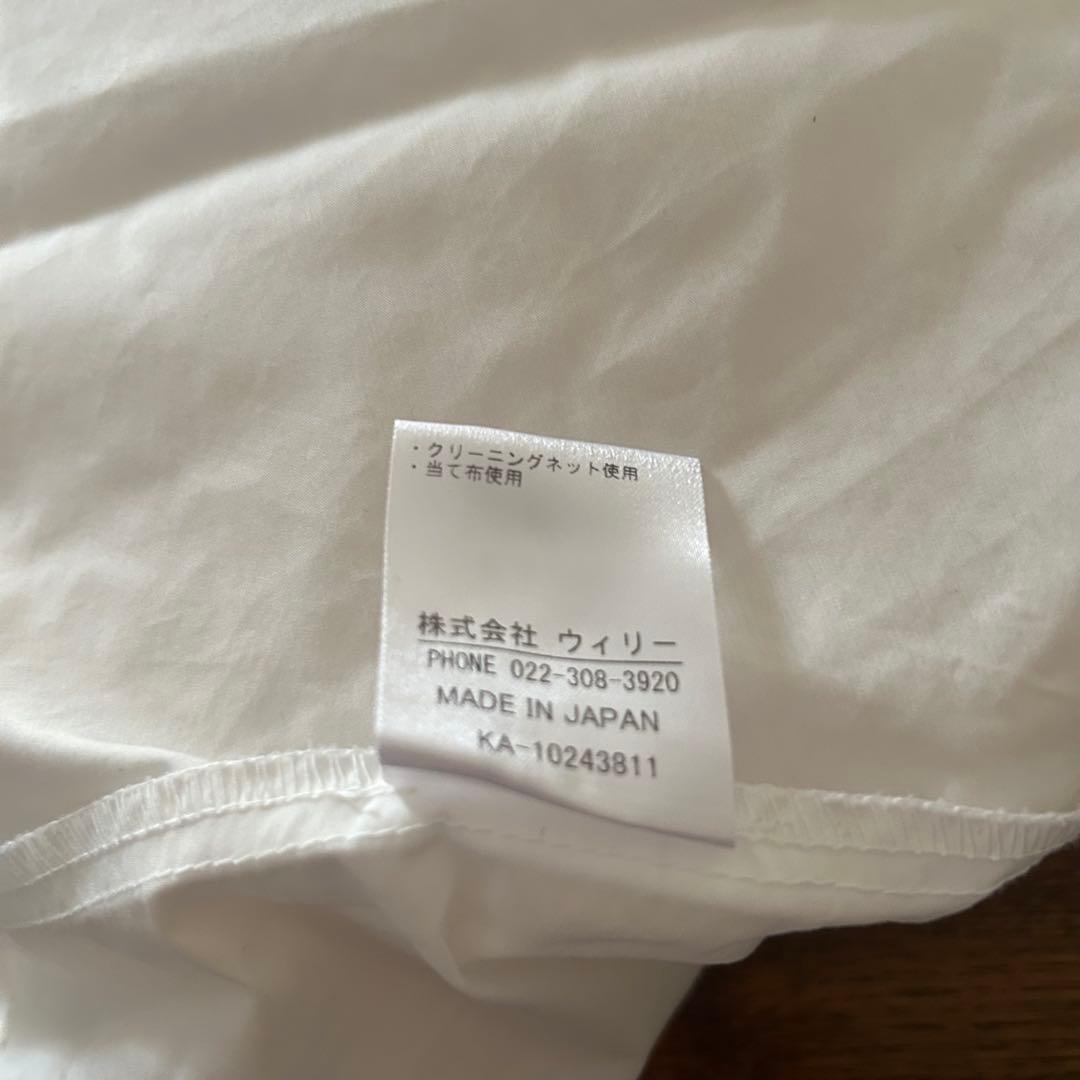 ・クリーニングネット使用
・当て布使用
株式会社 ウィリー
PHONE 022-308-3920
MADE IN JAPAN
KA-10243811